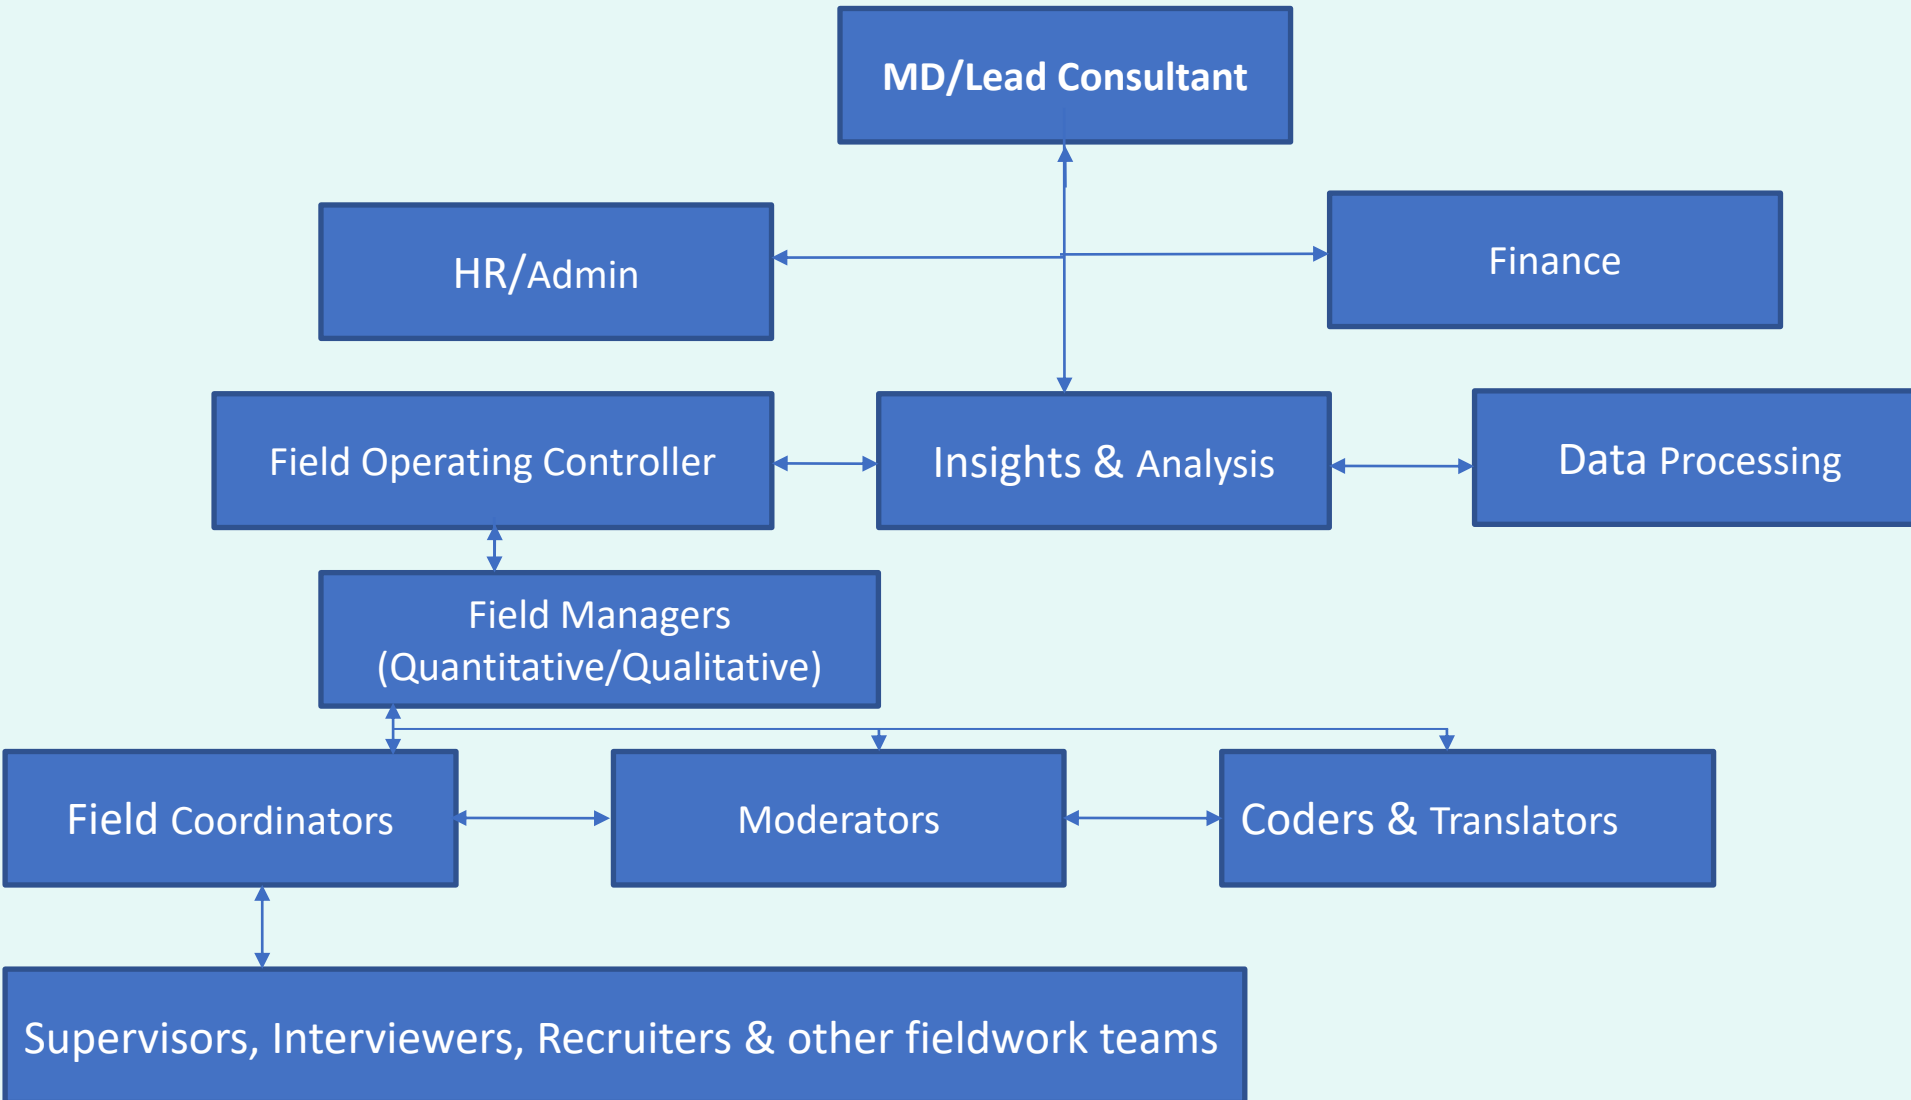 MD/Lead Consultant
HR/Admin
Finance
Field Operating Controller
Insights & Analysis
Data Processing
Field Managers
(Quantitative/Qualitative)
Field Coordinators
Moderators
Coders & Translators
Supervisors, Interviewers, Recruiters & other fieldwork teams